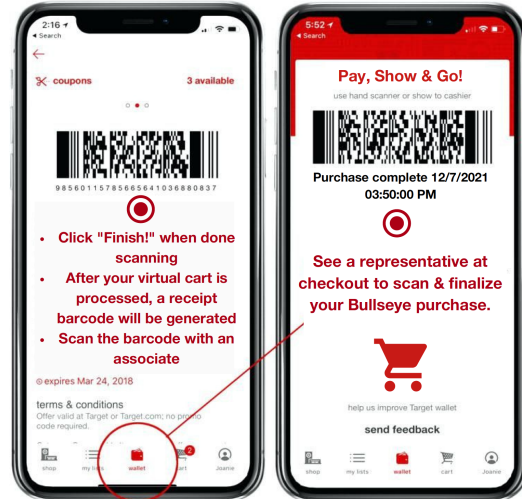 2:16
Search
coupons
3 available
98560115785665641036880837
• Click "Finish!" when done
scanning
• After your virtual cart is
processed, a receipt
barcode will be generated
• Scan the barcode with an
associate
expires Mar 24, 2018
terms & conditions
Offer valid at Target or Target.com; no promo
code required.
shop
my lists
wallet
2
cart
Joanie
5:52
Search
Pay, Show & Go!
use hand scanner or show to cashier
Purchase complete 12/7/2021
03:50:00 PM
See a representative at
checkout to scan & finalize
your Bullseye purchase.
help us improve Target wallet
send feedback
shop
my lists
wallet
cart
Joanie